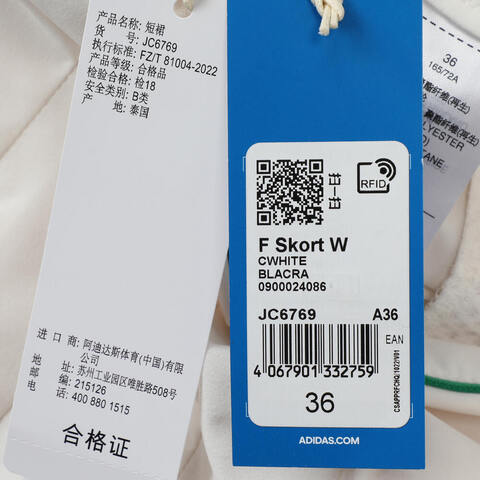 产品名称: 短裙
货 号: JC6769
执行标准: FZ/T 81004-2022
产品等级: 合格品
检验合格: 检18
安全类别: B类
产 地: 泰国
进 口 商: 阿迪达斯体育(中国)有限公司
地 址: 苏州工业园区唯胜路508号
邮 编: 215126
电 话: 400 880 1515
合格证
RFID
F Skort W
CWHITE
BLACRA
0900024086
JC6769 A36
EAN
4 067901 332759
36
CSAPPRFCHQ/1022V01
ADIDAS.COM
36
165/72A